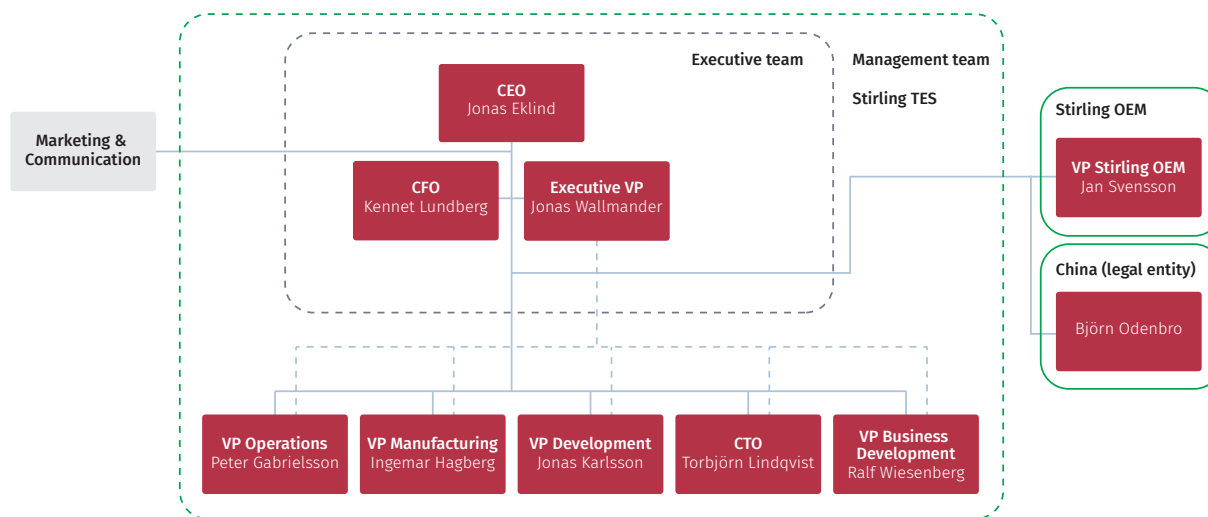 Executive team
Management team
Stirling TES
CEO
Jonas Eklind
Stirling OEM
Marketing &
Communication
VP Stirling OEM
Jan Svensson
CFO
Kennet Lundberg
Executive VP
Jonas Wallmander
China (legal entity)
Björn Odenbro
VP Operations
Peter Gabrielsson
VP Manufacturing
Ingemar Hagberg
VP Development
Jonas Karlsson
CTO
Torbjörn Lindqvist
VP Business
Development
Ralf Wiesenberg